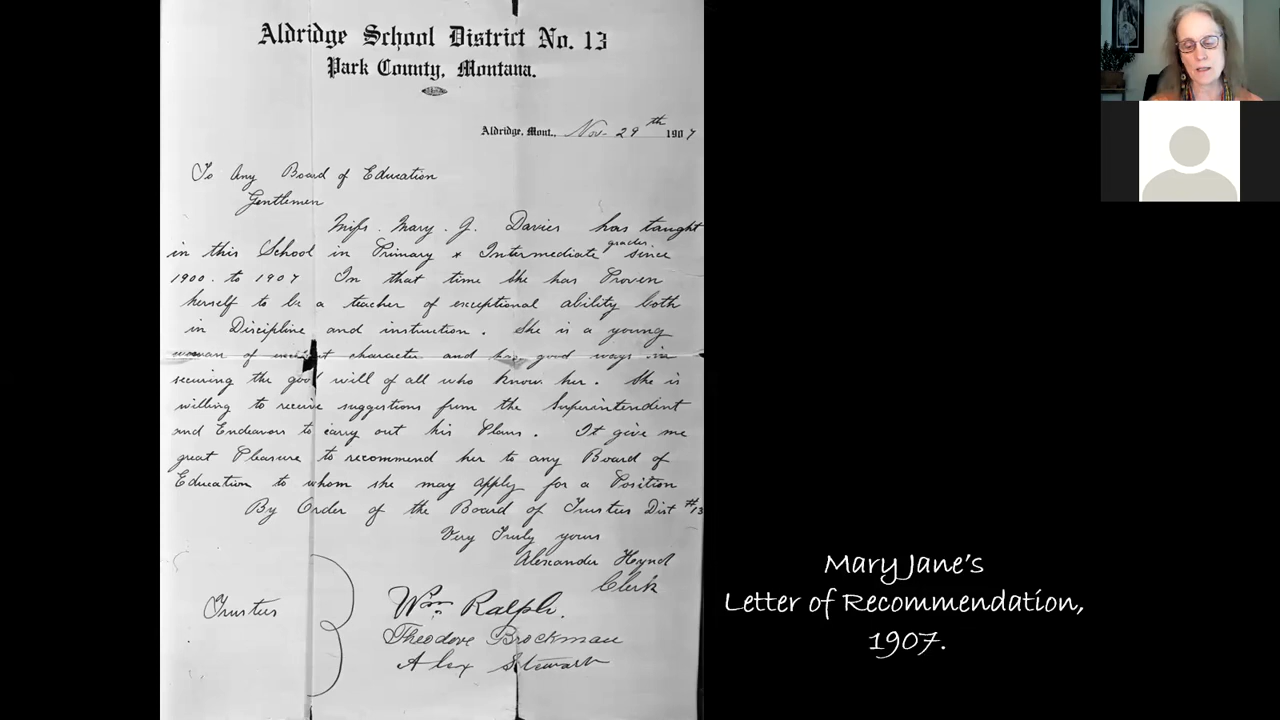 Aldridge School District No. 13
Park County, Montana.
Aldridge, Mont., Nov- 29th 1907
To Any Board of Education
Gentlemen
Miss. Mary. J. Davies has taught
in this School in Primary & Intermediate grades since
1900. to 1907 In that time she has Proven
herself to be a teacher of exceptional ability both
in Discipline and instruction. She is a young
woman of character and has good ways in
securing the good will of all who know her. She is
willing to receive suggestions from the Superintendent
and Endeavors to carry out his Plans. It give me
great Pleasure to recommend her to any Board of
Education to whom she may apply for a Position
By Order of the Board of Trustees Dist #13
Very Truly yours
Alexander Hynd
Clerk
Trustees
Wm. Ralph.
Theodore Brockman
Alex Stewart
Mary Jane's
Letter of Recommendation,
1907.